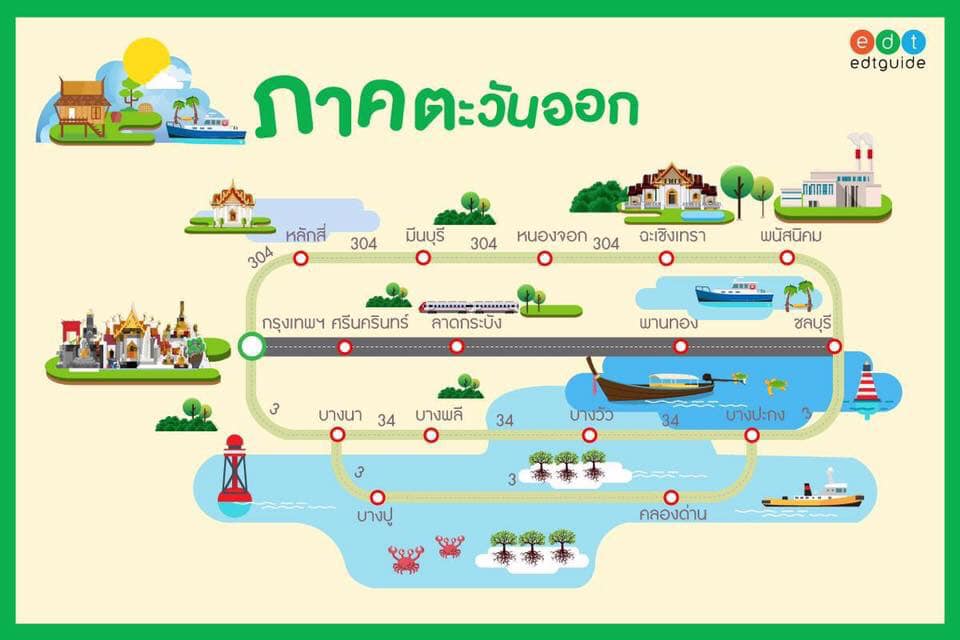 edt
edtguide
ภาคตะวันออก
หลักสี่ 304 มีนบุรี 304 หนองจอก 304 ฉะเชิงเทรา พนัสนิคม
304
กรุงเทพฯ ศรีนครินทร์ ลาดกระบัง พานทอง ชลบุรี
3 บางนา 34 บางพลี 34 บางวัว 34 บางปะกง 3
3 3
บางปู คลองด่าน